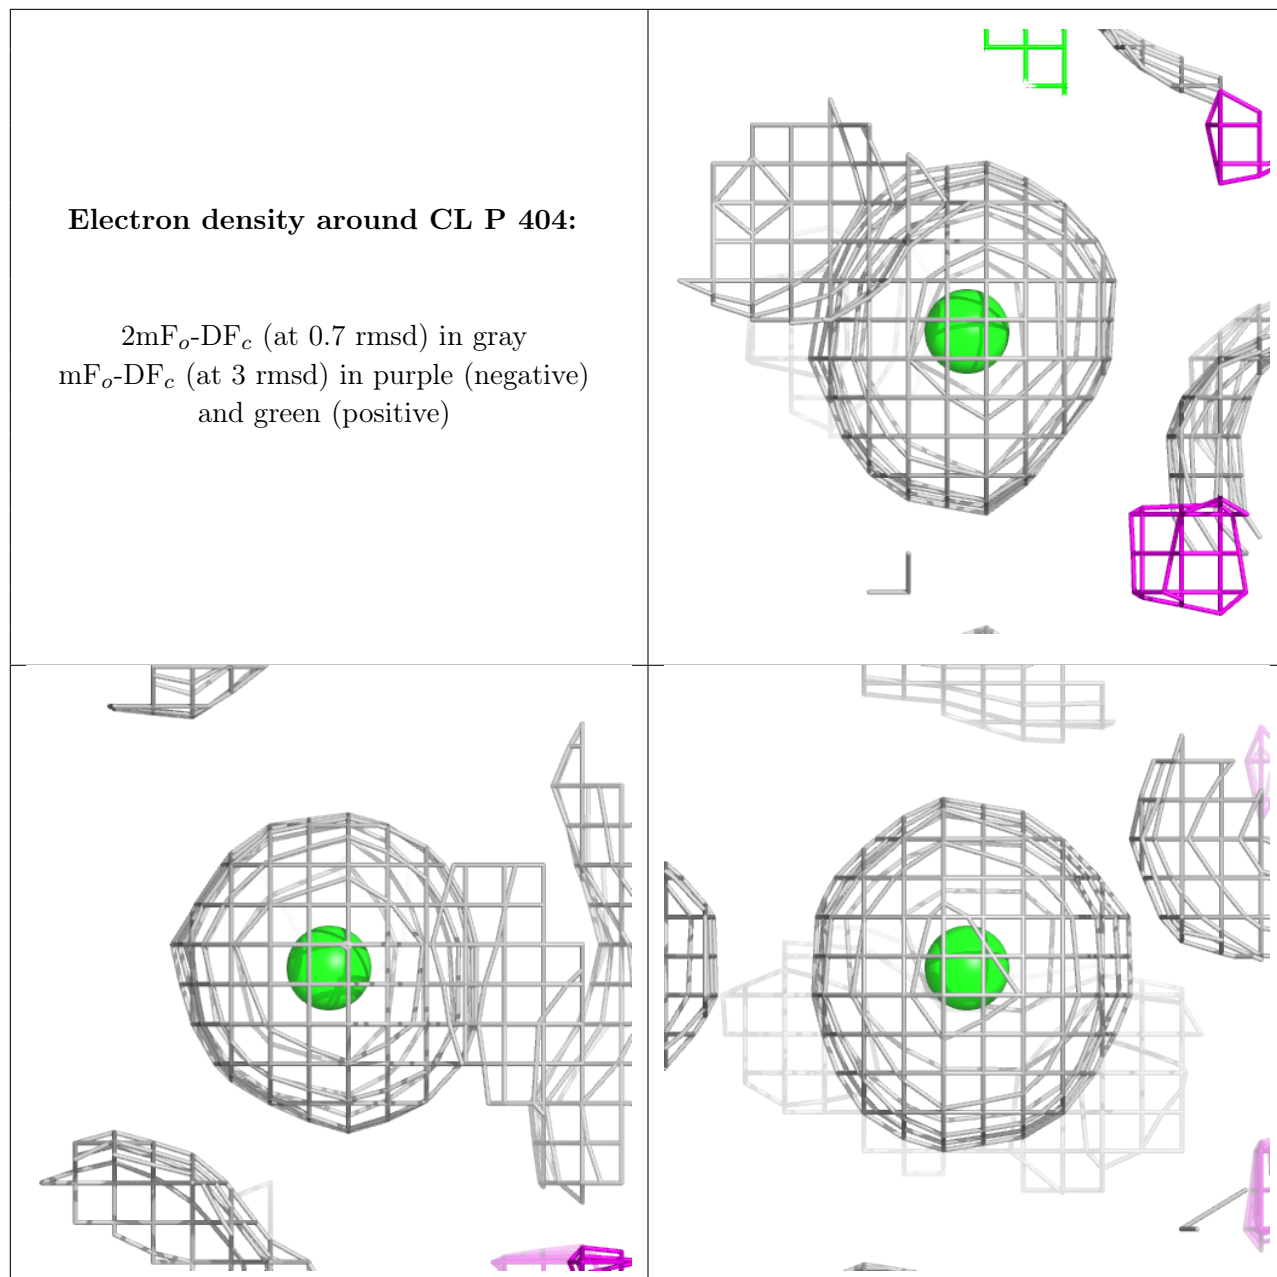 Electron density around CL P 404:
2mFₒ-DF𝒸 (at 0.7 rmsd) in gray
mFₒ-DF𝒸 (at 3 rmsd) in purple (negative)
and green (positive)